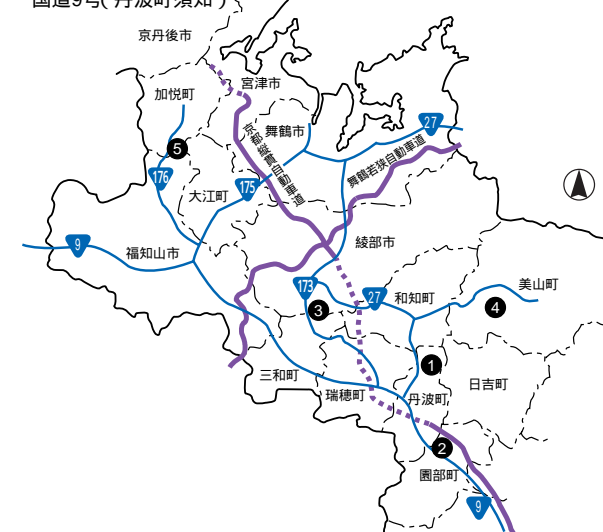 国道9号(丹波町須知)
京丹後市
宮津市
加悦町
27
舞鶴市
5
京都縦貫自動車道
舞鶴若狭自動車道
176
175
大江町
9
福知山市
綾部市
173
27
美山町
3
和知町
4
1
三和町
日吉町
瑞穂町
丹波町
2
園部町
9